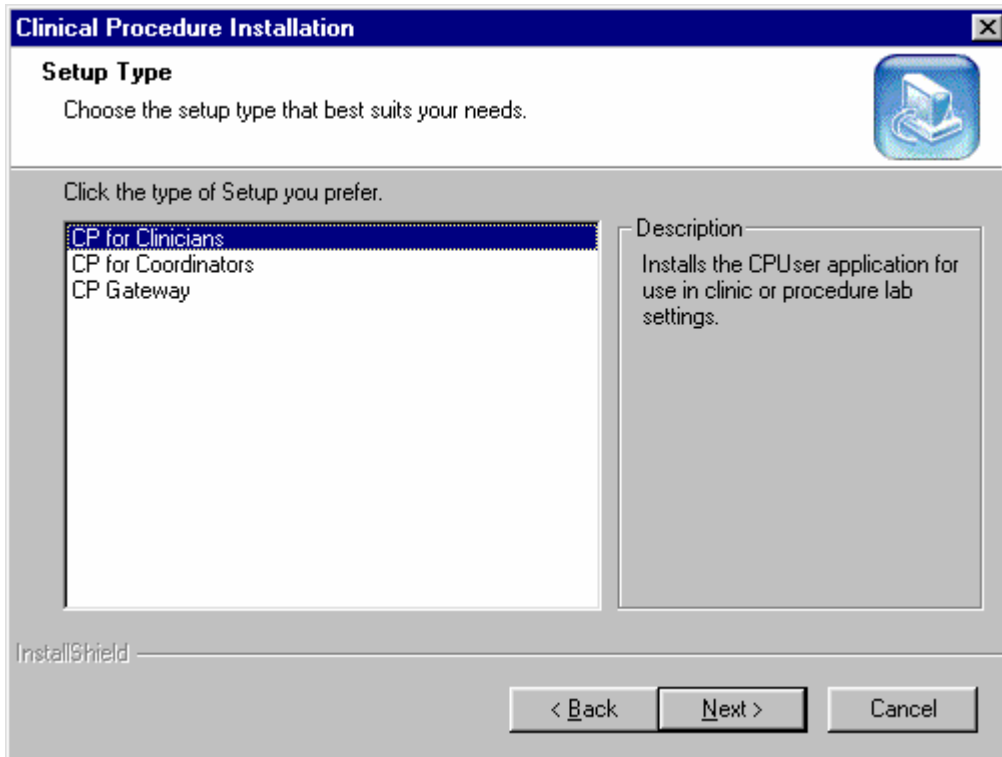 Clinical Procedure Installation
Setup Type
Choose the setup type that best suits your needs.
Click the type of Setup you prefer.
CP for Clinicians
CP for Coordinators
CP Gateway
Description
Installs the CPUser application for
use in clinic or procedure lab
settings.
InstallShield
< Back
Next >
Cancel